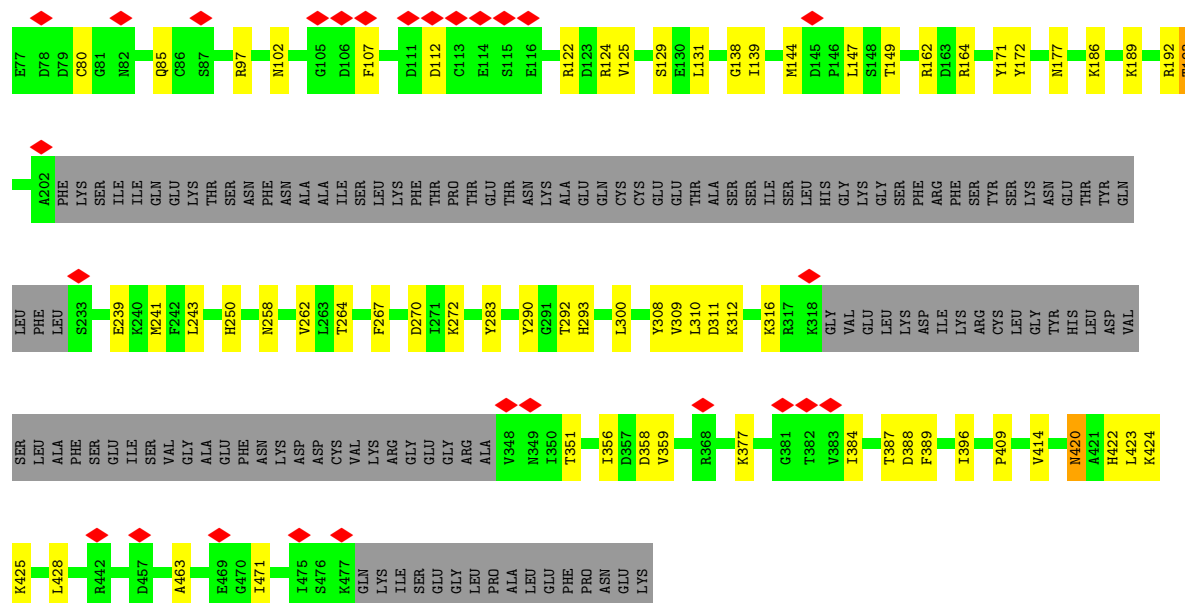 E77 D78 D79 C80 G81 N82 Q85 C86 S87 R97 N102 G105 D106 F107 D111 D112 C113 E114 S115 E116 R122 D123 R124 V125 S129 E130 L131 G138 I139 M144 D145 P146 L147 S148 T149 R162 D163 R164 Y171 Y172 N177 K186 K189 R192
A202 PHE LYS SER ILE ILE GLN GLU LYS THR SER ASN PHE ASN ALA ALA ILE SER LEU LYS PHE THR PRO THR GLU THR ASN LYS ALA GLU GLN CYS CYS GLU GLU THR ALA SER SER ILE SER LEU HIS GLY LYS GLY SER PHE ARG PHE SER TYR SER LYS ASN GLU THR TYR GLN
LEU PHE LEU S233 E239 K240 M241 F242 L243 H250 N258 V262 L263 T264 F267 D270 I271 K272 Y283 Y290 G291 T292 H293 L300 Y308 V309 L310 D311 K312 K316 R317 K318 GLY VAL GLU LEU LYS ASP ILE LYS ARG CYS LEU GLY TYR HIS LEU ASP VAL
SER LEU ALA PHE SER GLU ILE SER VAL GLY ALA GLU PHE ASN LYS ASP ASP CYS VAL LYS ARG GLY GLU GLY ARG ALA V348 N349 I350 T351 I356 D357 D358 V359 R368 K377 G381 T382 V383 I384 T387 D388 F389 I396 P409 V414 N420 A421 H422 L423 K424
K425 L428 R442 D457 A463 E469 G470 I471 I475 S476 K477 GLN LYS ILE SER GLU GLY LEU PRO ALA LEU GLU PHE PRO ASN GLU LYS